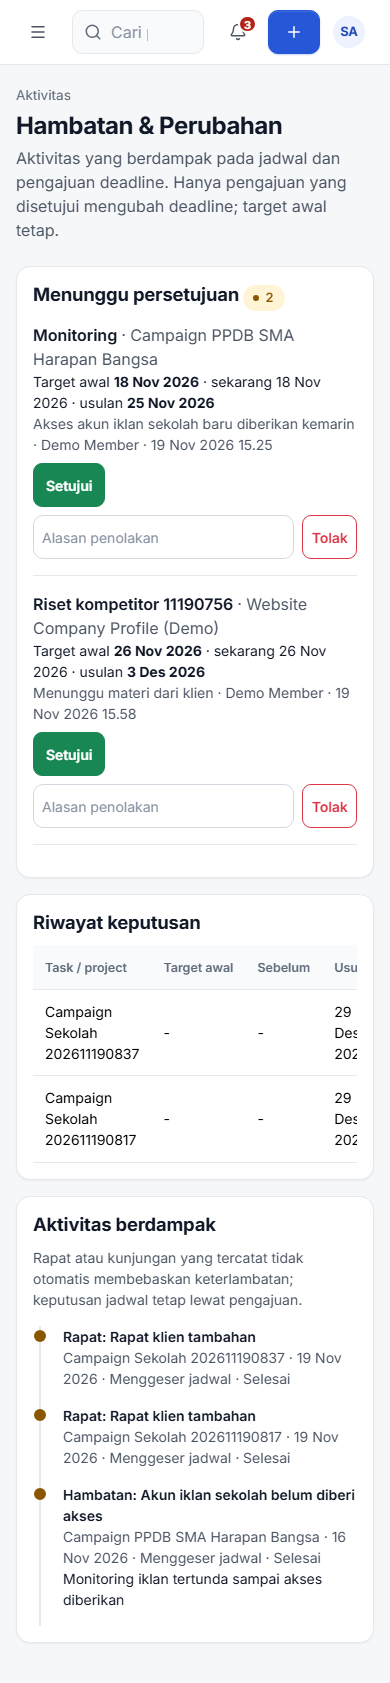 Cari
3
SA
Aktivitas
Hambatan & Perubahan
Aktivitas yang berdampak pada jadwal dan
pengajuan deadline. Hanya pengajuan yang
disetujui mengubah deadline; target awal
tetap.
Menunggu persetujuan 2
Monitoring · Campaign PPDB SMA
Harapan Bangsa
Target awal 18 Nov 2026 · sekarang 18 Nov
2026 · usulan 25 Nov 2026
Akses akun iklan sekolah baru diberikan kemarin
· Demo Member · 19 Nov 2026 15.25
Setujui
Alasan penolakan
Tolak
Riset kompetitor 11190756 · Website
Company Profile (Demo)
Target awal 26 Nov 2026 · sekarang 26 Nov
2026 · usulan 3 Des 2026
Menunggu materi dari klien · Demo Member · 19
Nov 2026 15.58
Setujui
Alasan penolakan
Tolak
Riwayat keputusan
Task / project Target awal Sebelum Usu
Campaign
Sekolah
202611190837
-
-
29
Des
202
Campaign
Sekolah
202611190817
-
-
29
Des
202
Aktivitas berdampak
Rapat atau kunjungan yang tercatat tidak
otomatis membebaskan keterlambatan;
keputusan jadwal tetap lewat pengajuan.
Rapat: Rapat klien tambahan
Campaign Sekolah 202611190837 · 19 Nov
2026 · Menggeser jadwal · Selesai
Rapat: Rapat klien tambahan
Campaign Sekolah 202611190817 · 19 Nov
2026 · Menggeser jadwal · Selesai
Hambatan: Akun iklan sekolah belum diberi
akses
Campaign PPDB SMA Harapan Bangsa · 16
Nov 2026 · Menggeser jadwal · Selesai
Monitoring iklan tertunda sampai akses
diberikan